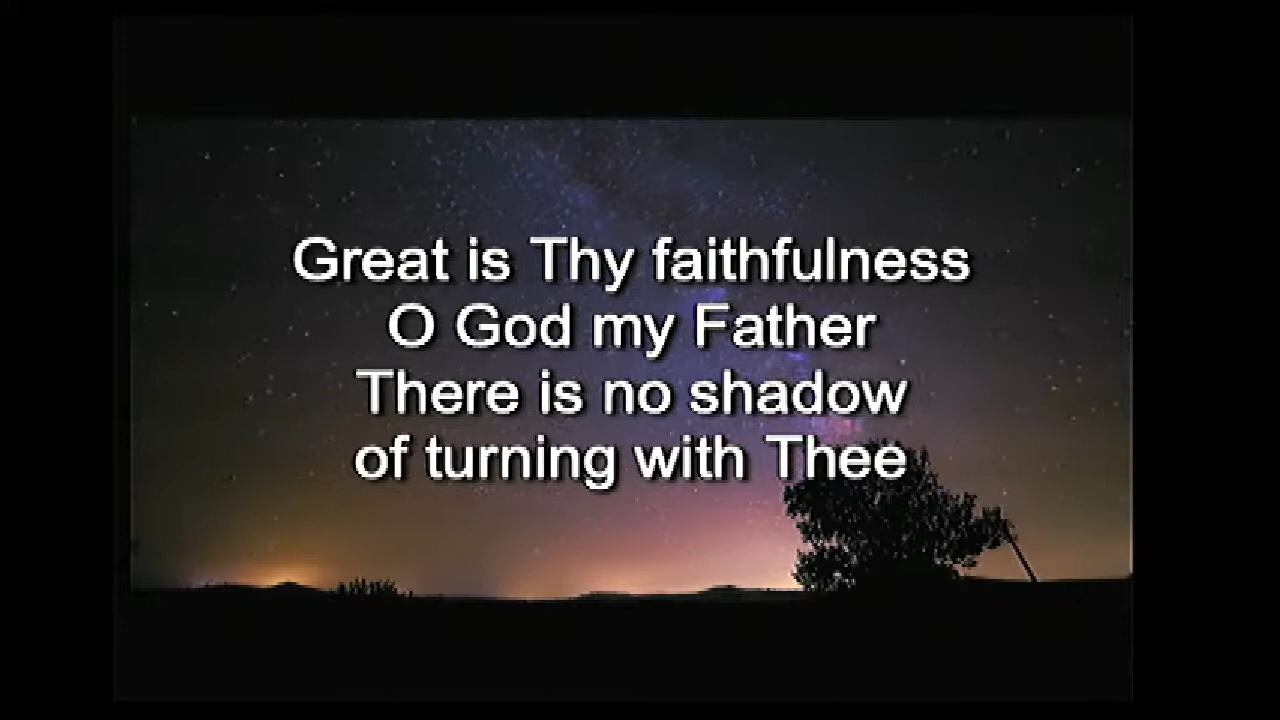 Great is Thy faithfulness
O God my Father
There is no shadow
of turning with Thee